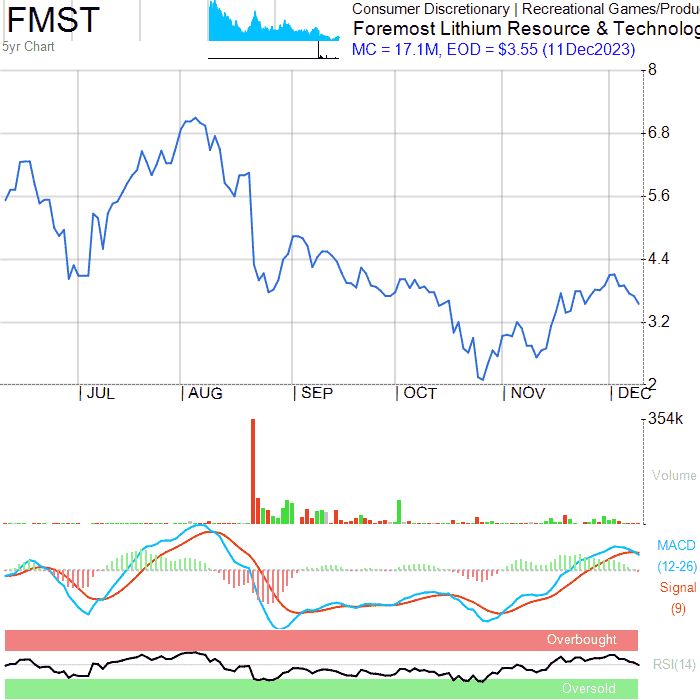 FMST
5yr Chart
Consumer Discretionary | Recreational Games/Produ
Foremost Lithium Resource & Technolog
MC = 17.1M, EOD = $3.55 (11Dec2023)
8
6.8
5.6
4.4
3.2
2
JUL AUG SEP OCT NOV DEC
354k
Volume
MACD
(12-26)
Signal
(9)
Overbought
RSI(14)
Oversold